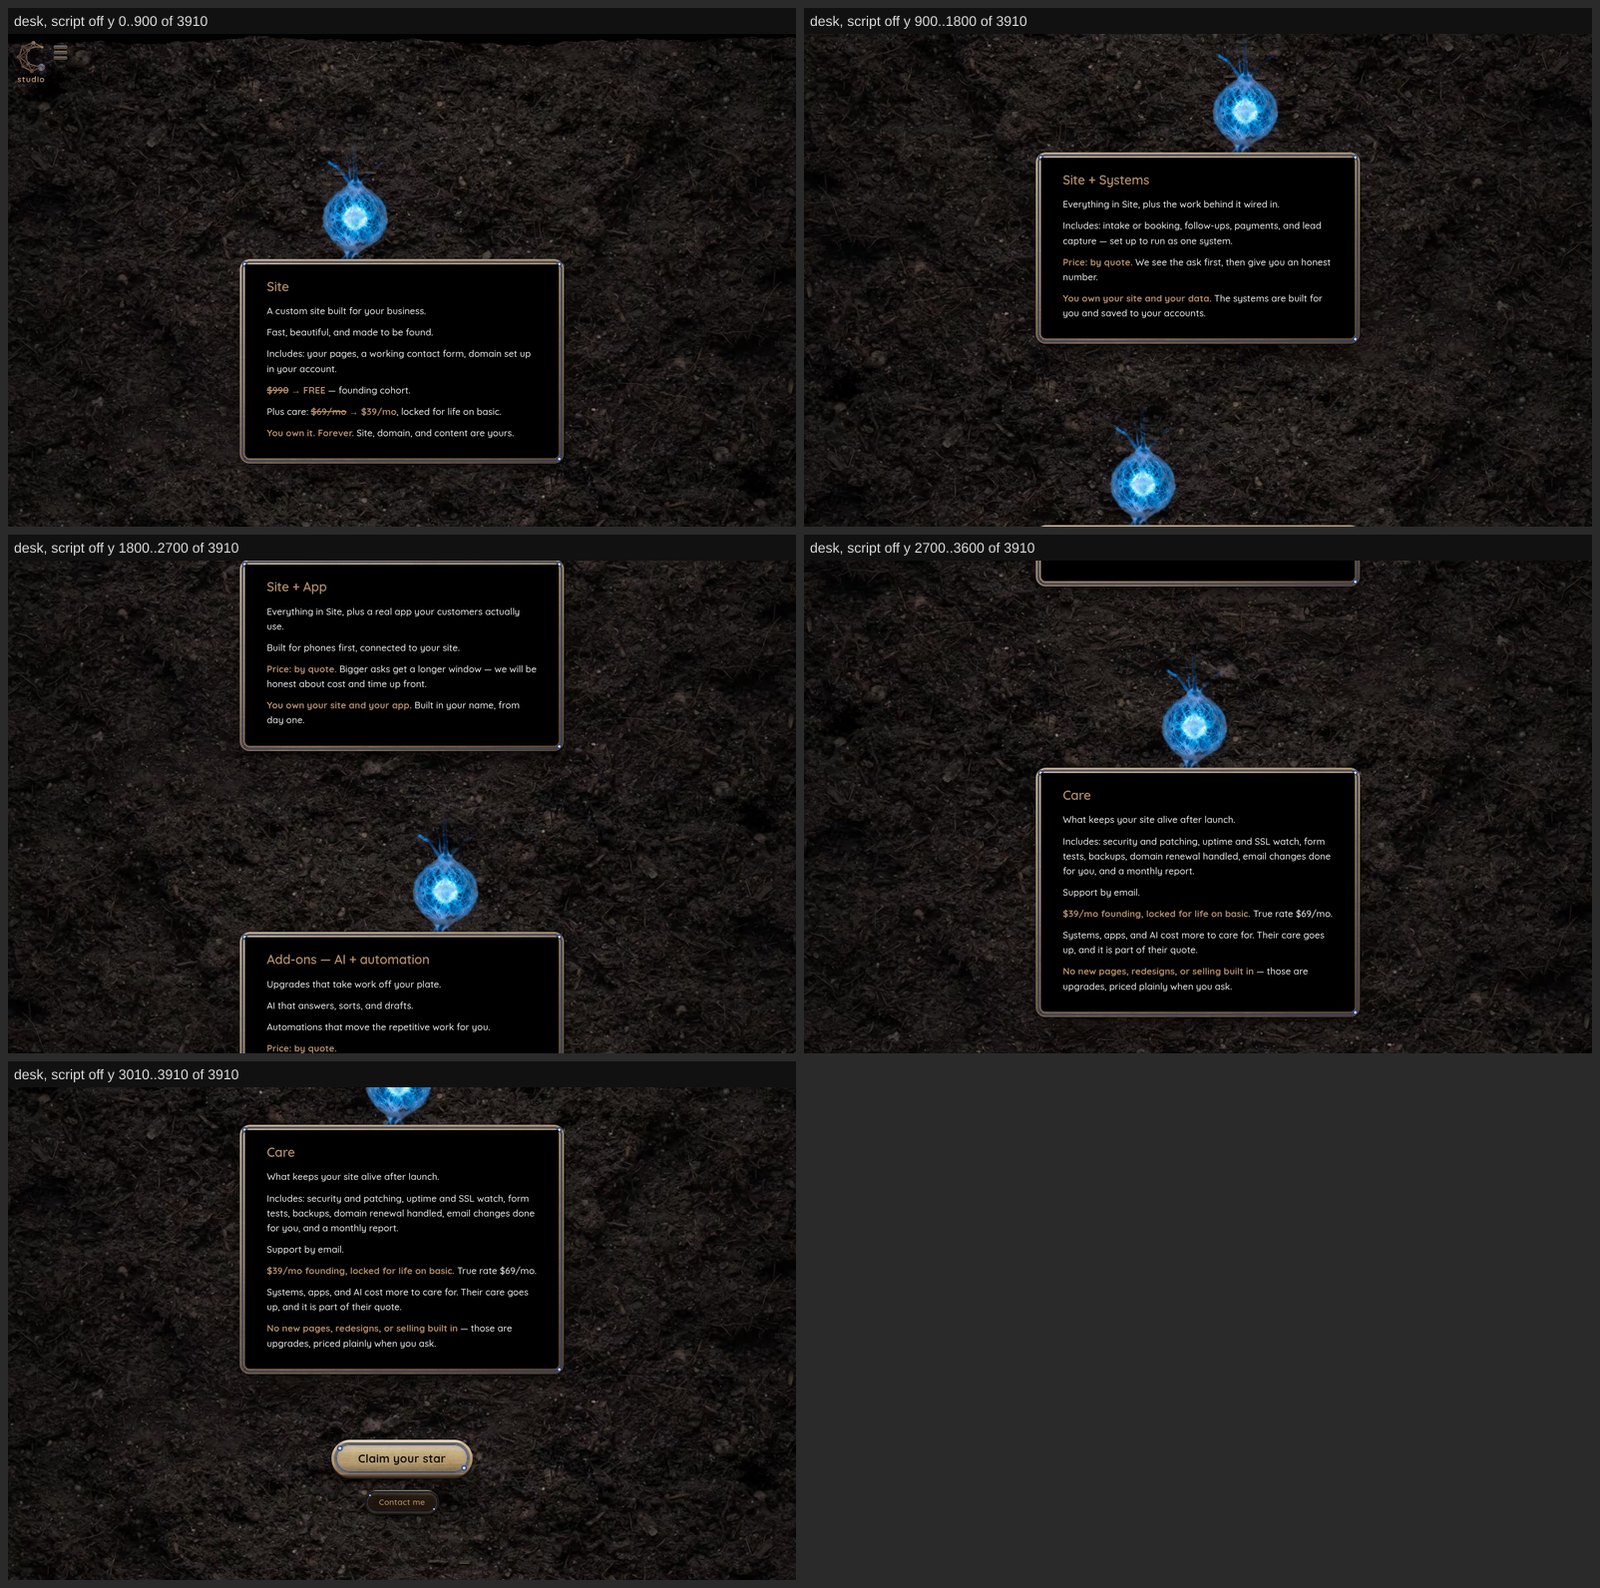 desk, script off y 0..900 of 3910
studio
Site
A custom site built for your business.
Fast, beautiful, and made to be found.
Includes: your pages, a working contact form, domain set up
in your account.
$990 → FREE — founding cohort.
Plus care: $69/mo → $39/mo, locked for life on basic.
You own it. Forever. Site, domain, and content are yours.
desk, script off y 900..1800 of 3910
Site + Systems
Everything in Site, plus the work behind it wired in.
Includes: intake or booking, follow-ups, payments, and lead
capture — set up to run as one system.
Price: by quote. We see the ask first, then give you an honest
number.
You own your site and your data. The systems are built for
you and saved to your accounts.
desk, script off y 1800..2700 of 3910
Site + App
Everything in Site, plus a real app your customers actually
use.
Built for phones first, connected to your site.
Price: by quote. Bigger asks get a longer window — we will be
honest about cost and time up front.
You own your site and your app. Built in your name, from
day one.
Add-ons — AI + automation
Upgrades that take work off your plate.
AI that answers, sorts, and drafts.
Automations that move the repetitive work for you.
Price: by quote.
desk, script off y 2700..3600 of 3910
Care
What keeps your site alive after launch.
Includes: security and patching, uptime and SSL watch, form
tests, backups, domain renewal handled, email changes done
for you, and a monthly report.
Support by email.
$39/mo founding, locked for life on basic. True rate $69/mo.
Systems, apps, and AI cost more to care for. Their care goes
up, and it is part of their quote.
No new pages, redesigns, or selling built in — those are
upgrades, priced plainly when you ask.
desk, script off y 3010..3910 of 3910
Care
What keeps your site alive after launch.
Includes: security and patching, uptime and SSL watch, form
tests, backups, domain renewal handled, email changes done
for you, and a monthly report.
Support by email.
$39/mo founding, locked for life on basic. True rate $69/mo.
Systems, apps, and AI cost more to care for. Their care goes
up, and it is part of their quote.
No new pages, redesigns, or selling built in — those are
upgrades, priced plainly when you ask.
Claim your star
Contact me